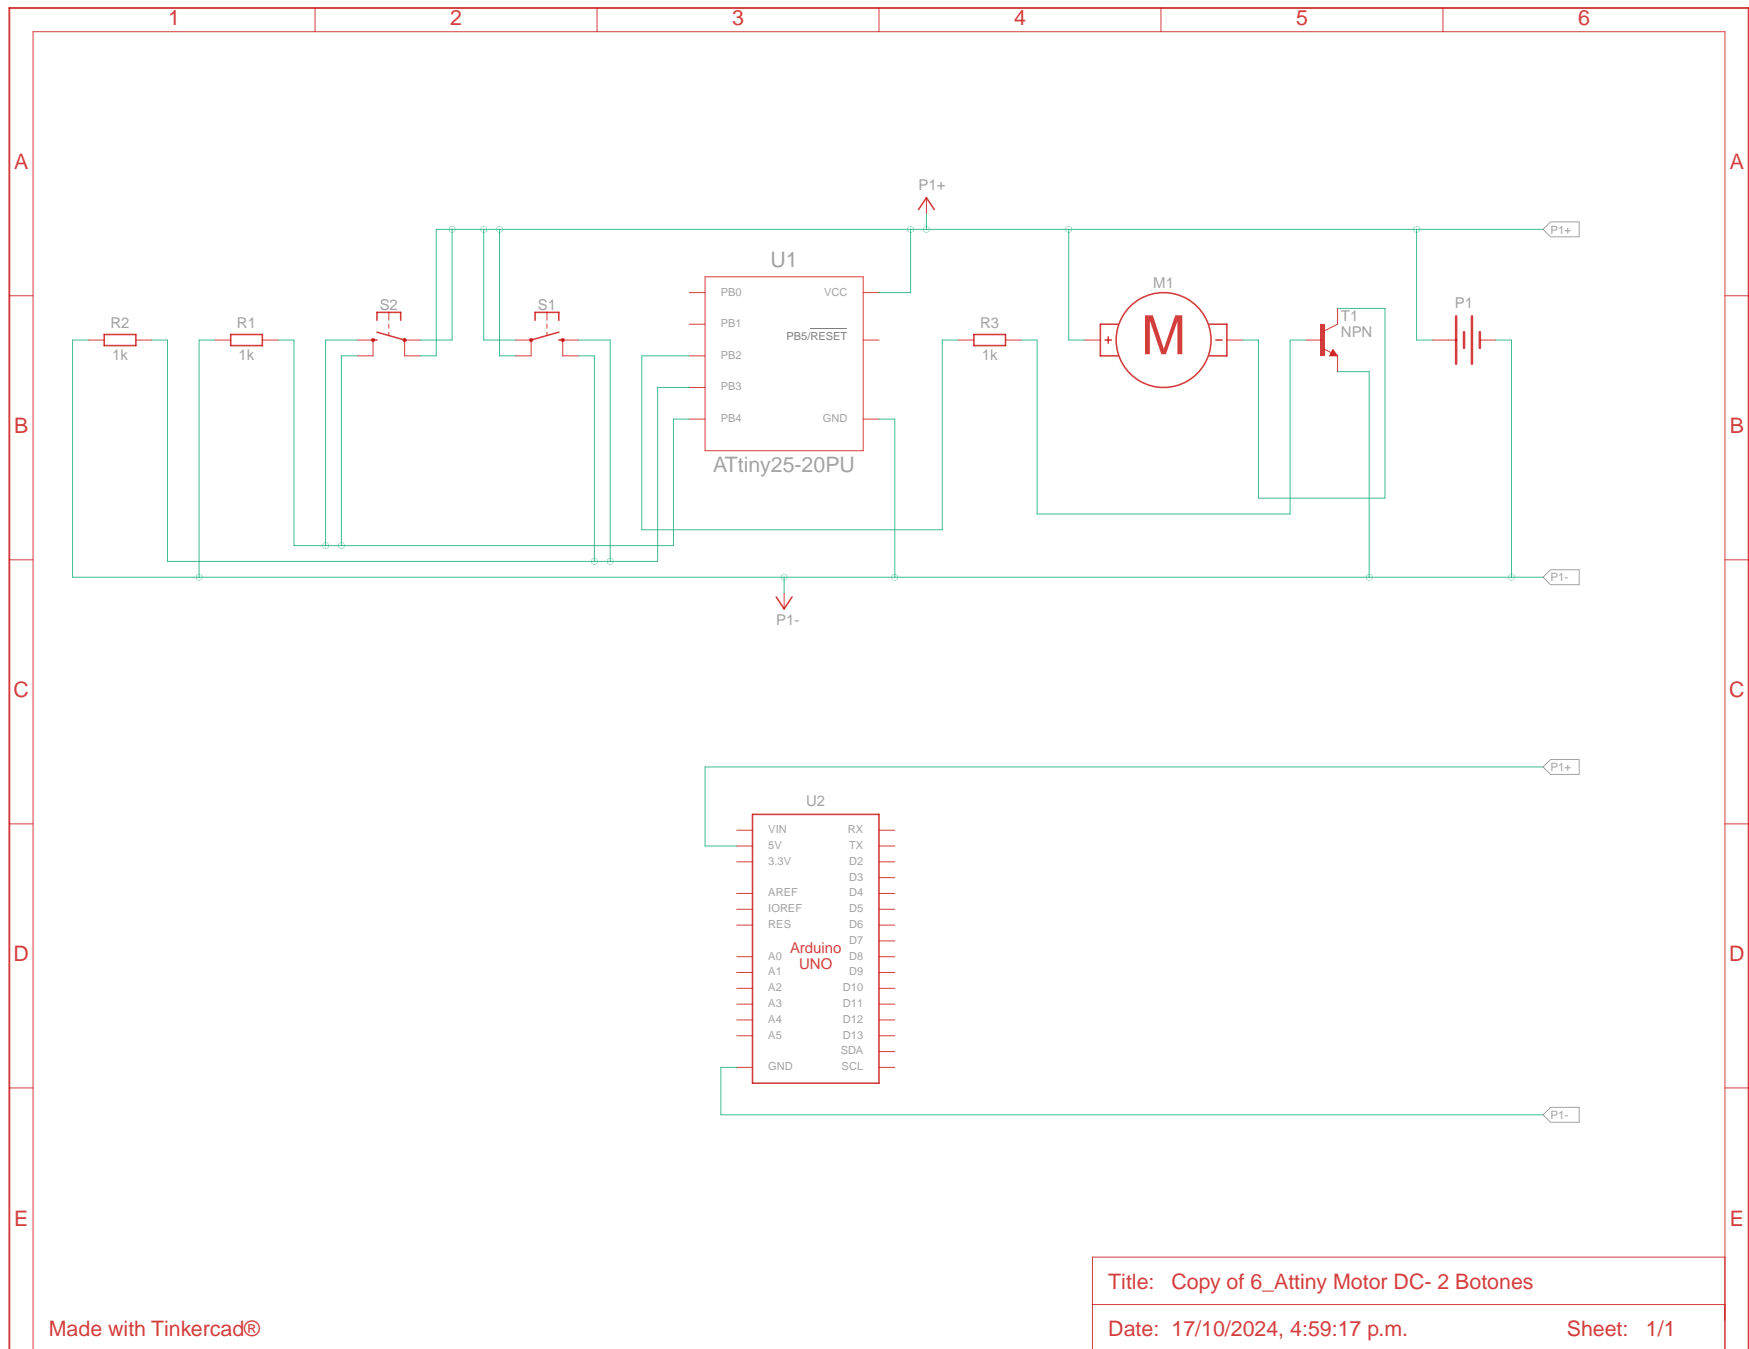 1 2 3 4 5 6
A A
P1+
P1+
U1
M1
S2 S1 R2 R1 R3 T1 P1
NPN
1k 1k 1k
PB0 VCC
PB1
PB5/RESET
PB2
PB3
PB4 GND
M
+ -
B B
ATtiny25-20PU
P1-
P1-
C C
P1+
U2
VIN RX
5V TX
3.3V D2
D3
AREF D4
IOREF D5
RES D6
D7
Arduino
UNO
A0 D8
A1 D9
A2 D10
A3 D11
A4 D12
A5 D13
SDA
GND SCL
D D
P1-
E E
Title: Copy of 6_Attiny Motor DC- 2 Botones
Made with Tinkercad®
Date: 17/10/2024, 4:59:17 p.m. Sheet: 1/1